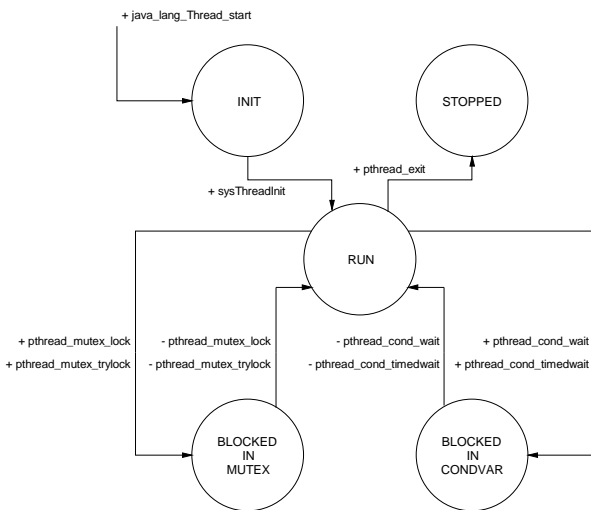 + java_lang_Thread_start
INIT
STOPPED
+ pthread_exit
+ sysThreadInit
RUN
+ pthread_mutex_lock
+ pthread_mutex_trylock
- pthread_mutex_lock
- pthread_mutex_trylock
- pthread_cond_wait
- pthread_cond_timedwait
+ pthread_cond_wait
+ pthread_cond_timedwait
BLOCKED
IN
MUTEX
BLOCKED
IN
CONDVAR